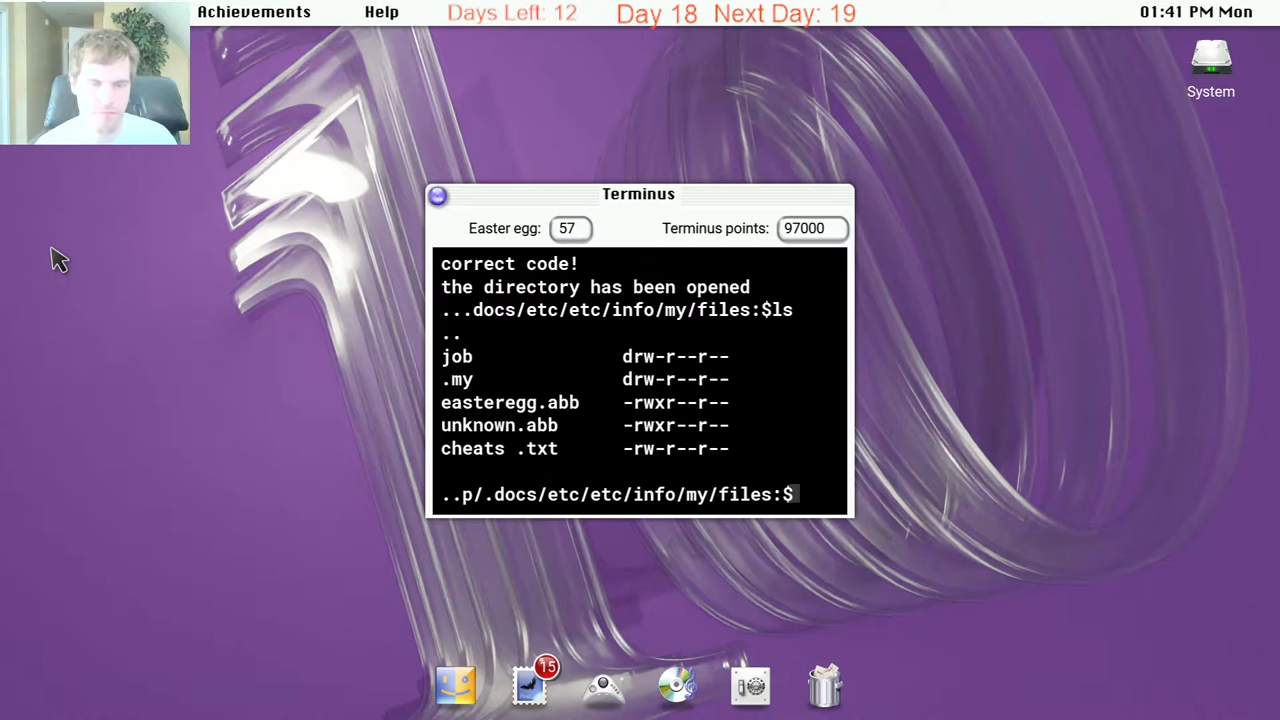 Achievements Help Days Left: 12 Day 18 Next Day: 19 01:41 PM Mon
System
Terminus
Easter egg: 57 Terminus points: 97000
correct code!
the directory has been opened
...docs/etc/etc/info/my/files:$ls
..
job drw-r--r--
.my drw-r--r--
easteregg.abb -rwxr--r--
unknown.abb -rwxr--r--
cheats .txt -rw-r--r--
..p/.docs/etc/etc/info/my/files:$
15